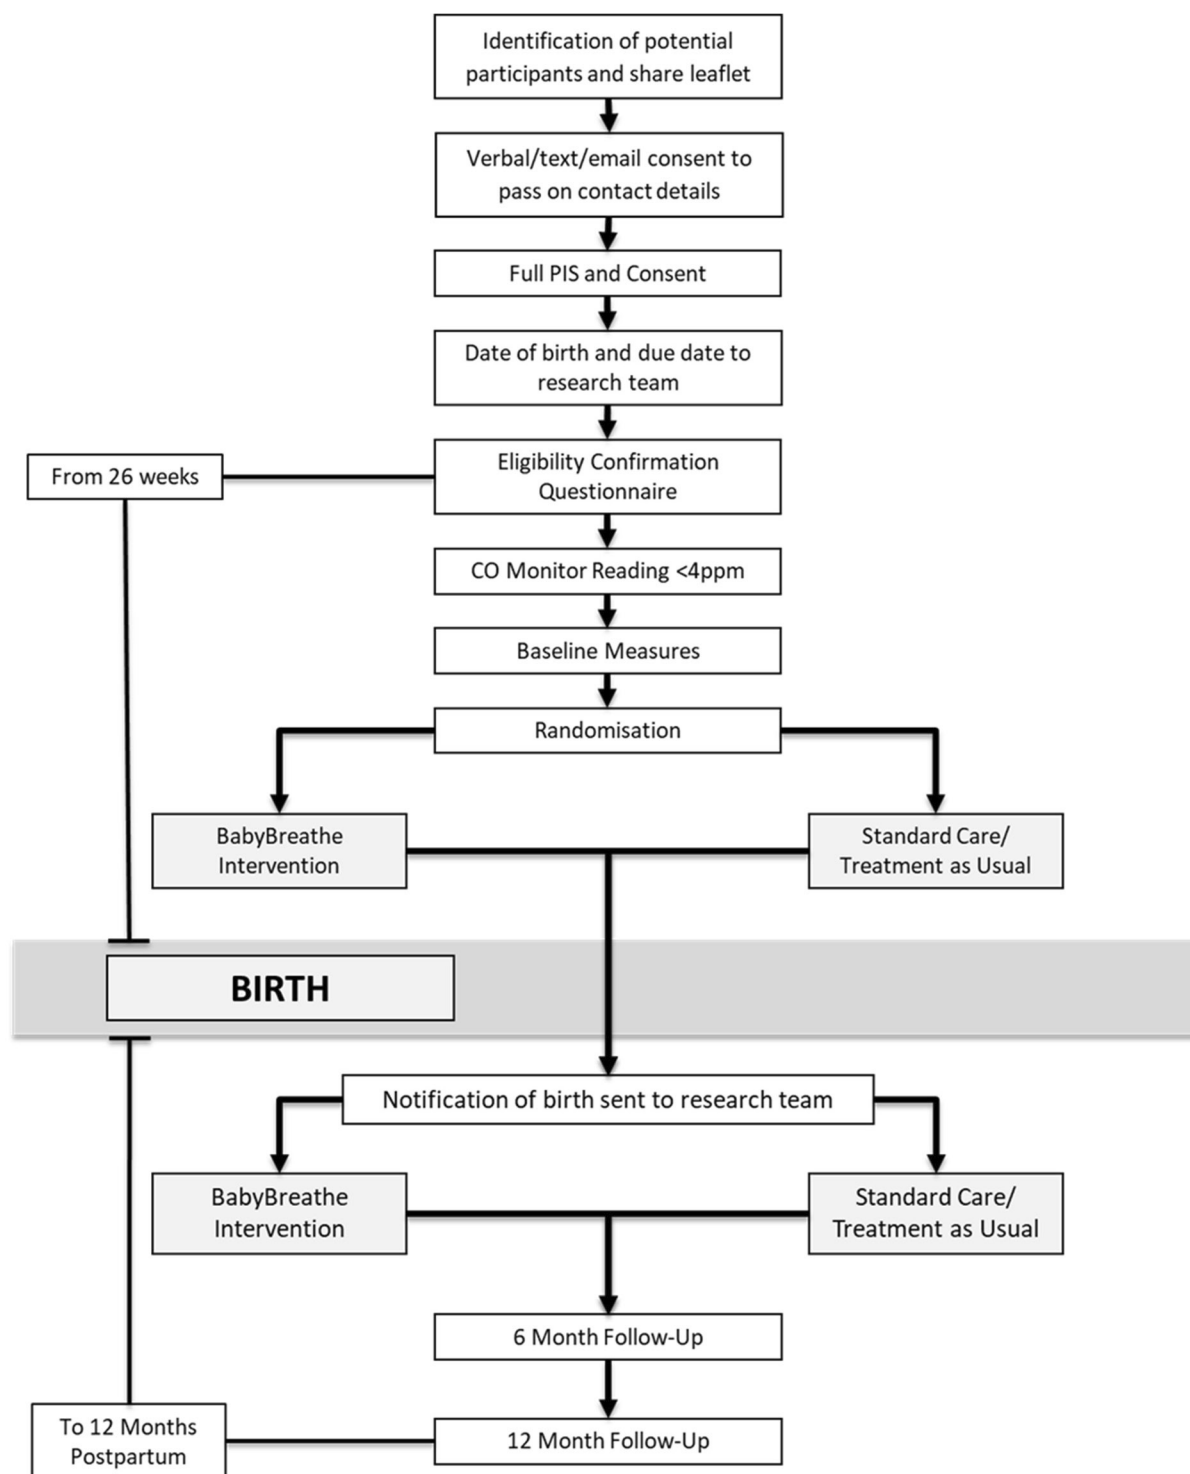 Identification of potential
participants and share leaflet
Verbal/text/email consent to
pass on contact details
Full PIS and Consent
Date of birth and due date to
research team
Eligibility Confirmation
Questionnaire
From 26 weeks
CO Monitor Reading <4ppm
Baseline Measures
Randomisation
BabyBreathe
Intervention
Standard Care/
Treatment as Usual
BIRTH
Notification of birth sent to research team
BabyBreathe
Intervention
Standard Care/
Treatment as Usual
6 Month Follow-Up
12 Month Follow-Up
To 12 Months
Postpartum